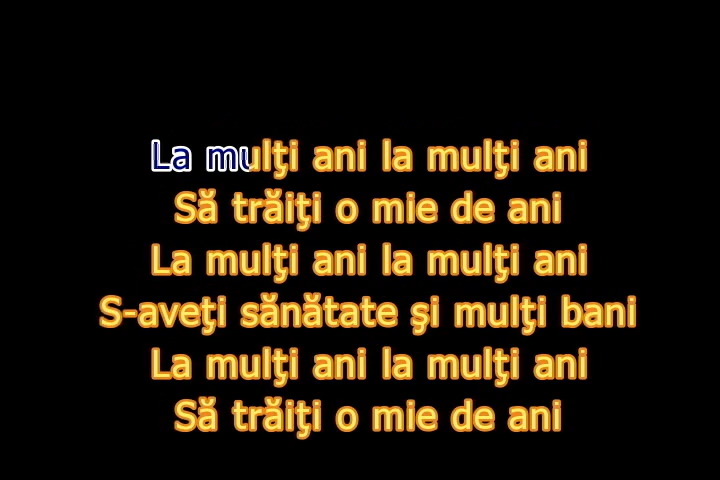 La mulţi ani la mulţi ani
Să trăiţi o mie de ani
La mulţi ani la mulţi ani
S-aveţi sănătate şi mulţi bani
La mulţi ani la mulţi ani
Să trăiţi o mie de ani